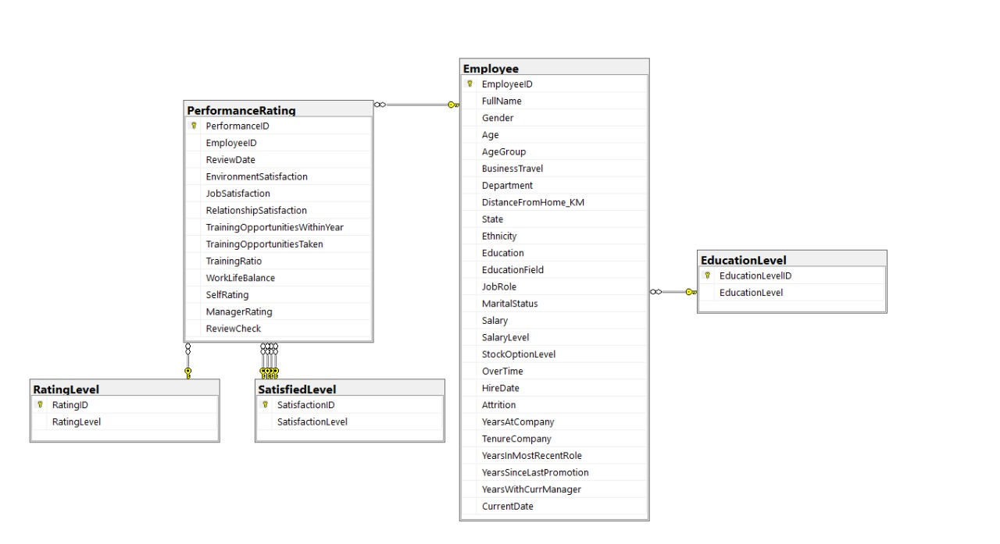 Employee
EmployeeID
FullName
Gender
Age
AgeGroup
BusinessTravel
Department
DistanceFromHome_KM
State
Ethnicity
Education
EducationField
JobRole
MaritalStatus
Salary
SalaryLevel
StockOptionLevel
OverTime
HireDate
Attrition
YearsAtCompany
TenureCompany
YearsInMostRecentRole
YearsSinceLastPromotion
YearsWithCurrManager
CurrentDate
PerformanceRating
PerformanceID
EmployeeID
ReviewDate
EnvironmentSatisfaction
JobSatisfaction
RelationshipSatisfaction
TrainingOpportunitiesWithinYear
TrainingOpportunitiesTaken
TrainingRatio
WorkLifeBalance
SelfRating
ManagerRating
ReviewCheck
EducationLevel
EducationLevelID
EducationLevel
RatingLevel
RatingID
RatingLevel
SatisfiedLevel
SatisfactionID
SatisfactionLevel